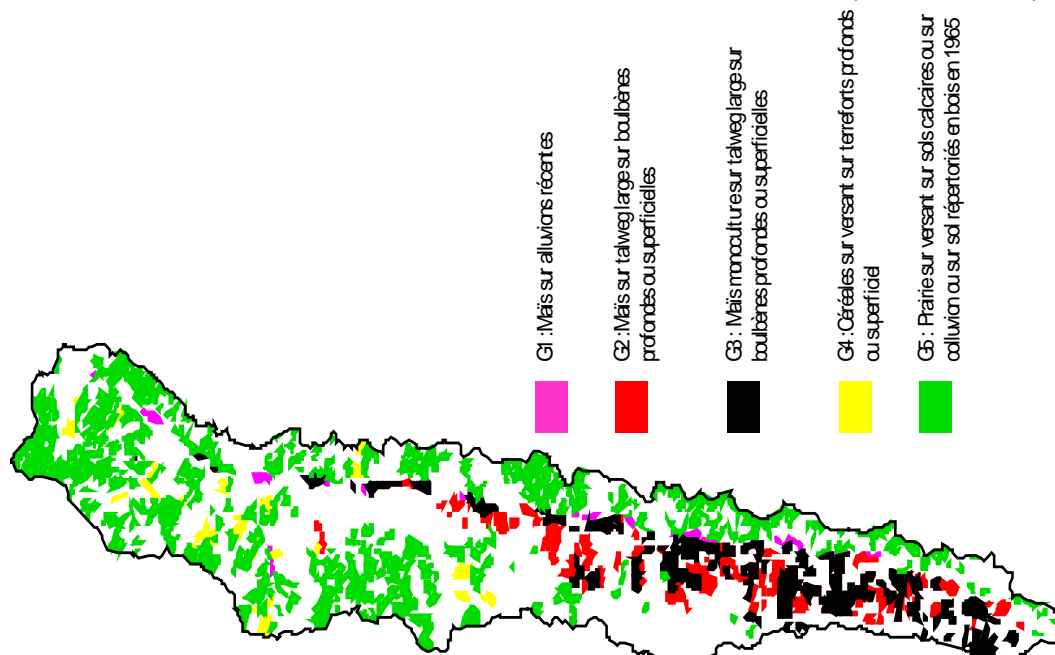 G1 : Maïs sur alluvions récentes
G2 : Maïs sur talweg large sur boulbènes
profondes ou superficielles
G3 : Maïs monoculture sur talweg large sur
boulbènes profondes ou superficielles
G4 : Céréales sur versant sur terreforts profonds
ou superficiel
G5 : Prairie sur versant sur sols calcaires ou sur
colluvion ou sur sol répertoriés en bois en 1965